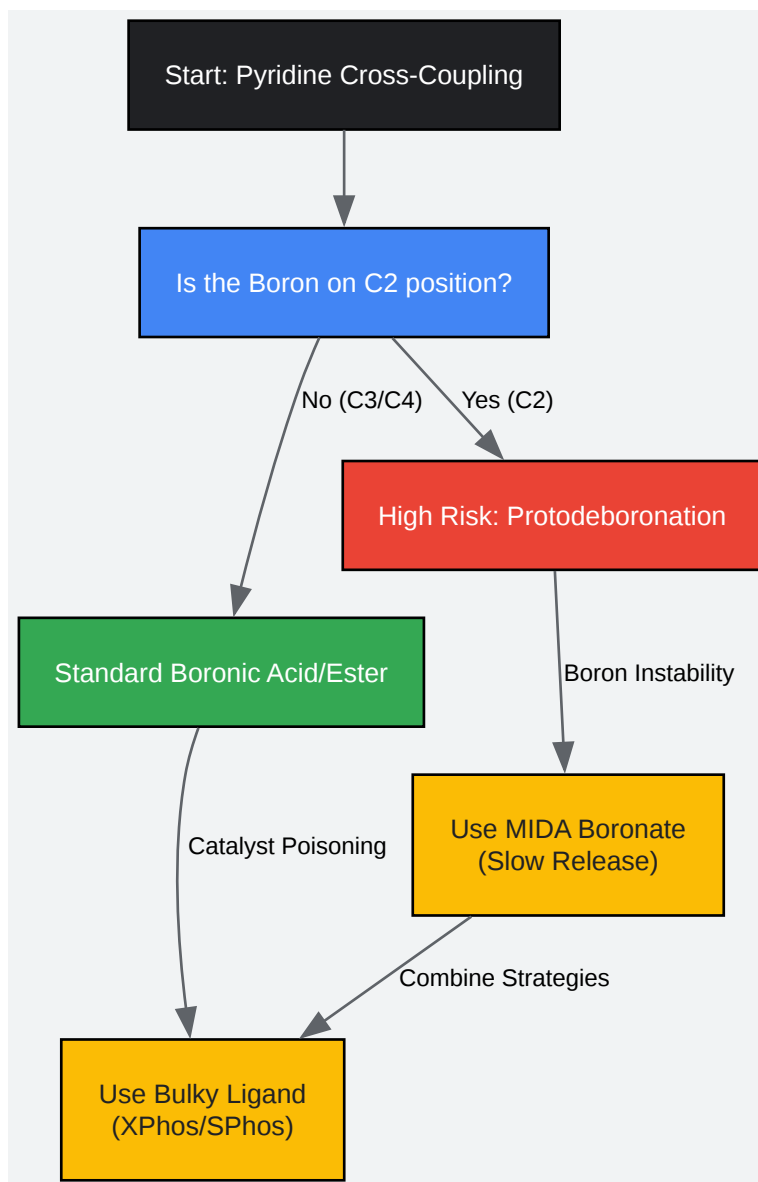 Start: Pyridine Cross-Coupling
Is the Boron on C2 position?
No (C3/C4)
Yes (C2)
High Risk: Protodeboronation
Standard Boronic Acid/Ester
Boron Instability
Use MIDA Boronate
(Slow Release)
Catalyst Poisoning
Combine Strategies
Use Bulky Ligand
(XPhos/SPhos)